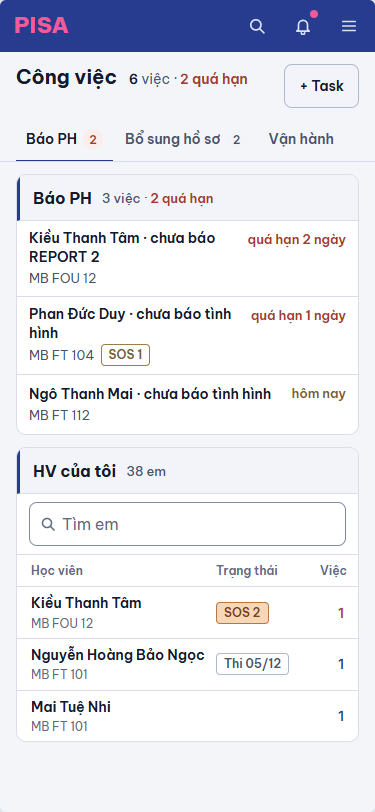 PISA
Công việc 6 việc · 2 quá hạn
+ Task
Báo PH 2 Bổ sung hồ sơ 2 Vận hành
Báo PH 3 việc · 2 quá hạn
Kiều Thanh Tâm · chưa báo REPORT 2
quá hạn 2 ngày
MB FOU 12
Phan Đức Duy · chưa báo tình hình
quá hạn 1 ngày
MB FT 104 SOS 1
Ngô Thanh Mai · chưa báo tình hình
hôm nay
MB FT 112
HV của tôi 38 em
Tìm em
Học viên Trạng thái Việc
Kiều Thanh Tâm SOS 2 1
MB FOU 12
Nguyễn Hoàng Bảo Ngọc Thi 05/12 1
MB FT 101
Mai Tuệ Nhi 1
MB FT 101